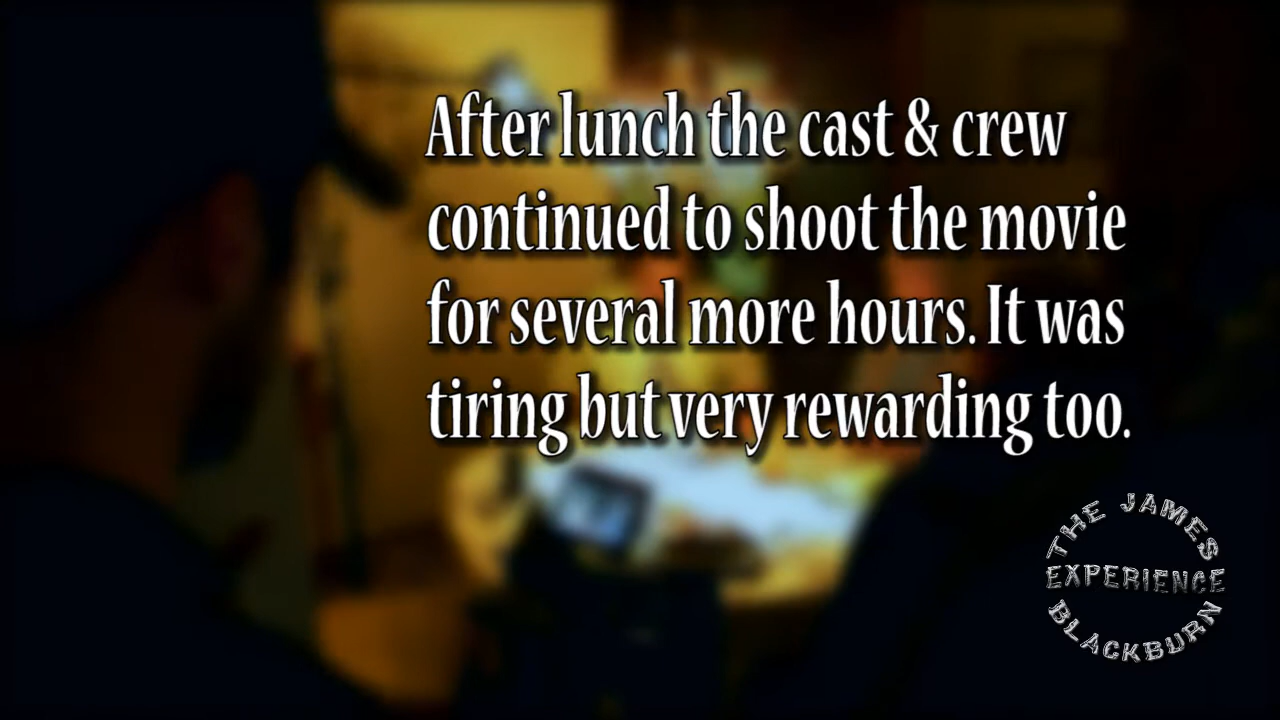 After lunch the cast & crew
continued to shoot the movie
for several more hours. It was
tiring but very rewarding too.
THE JAMES
EXPERIENCE
BLACKBURN